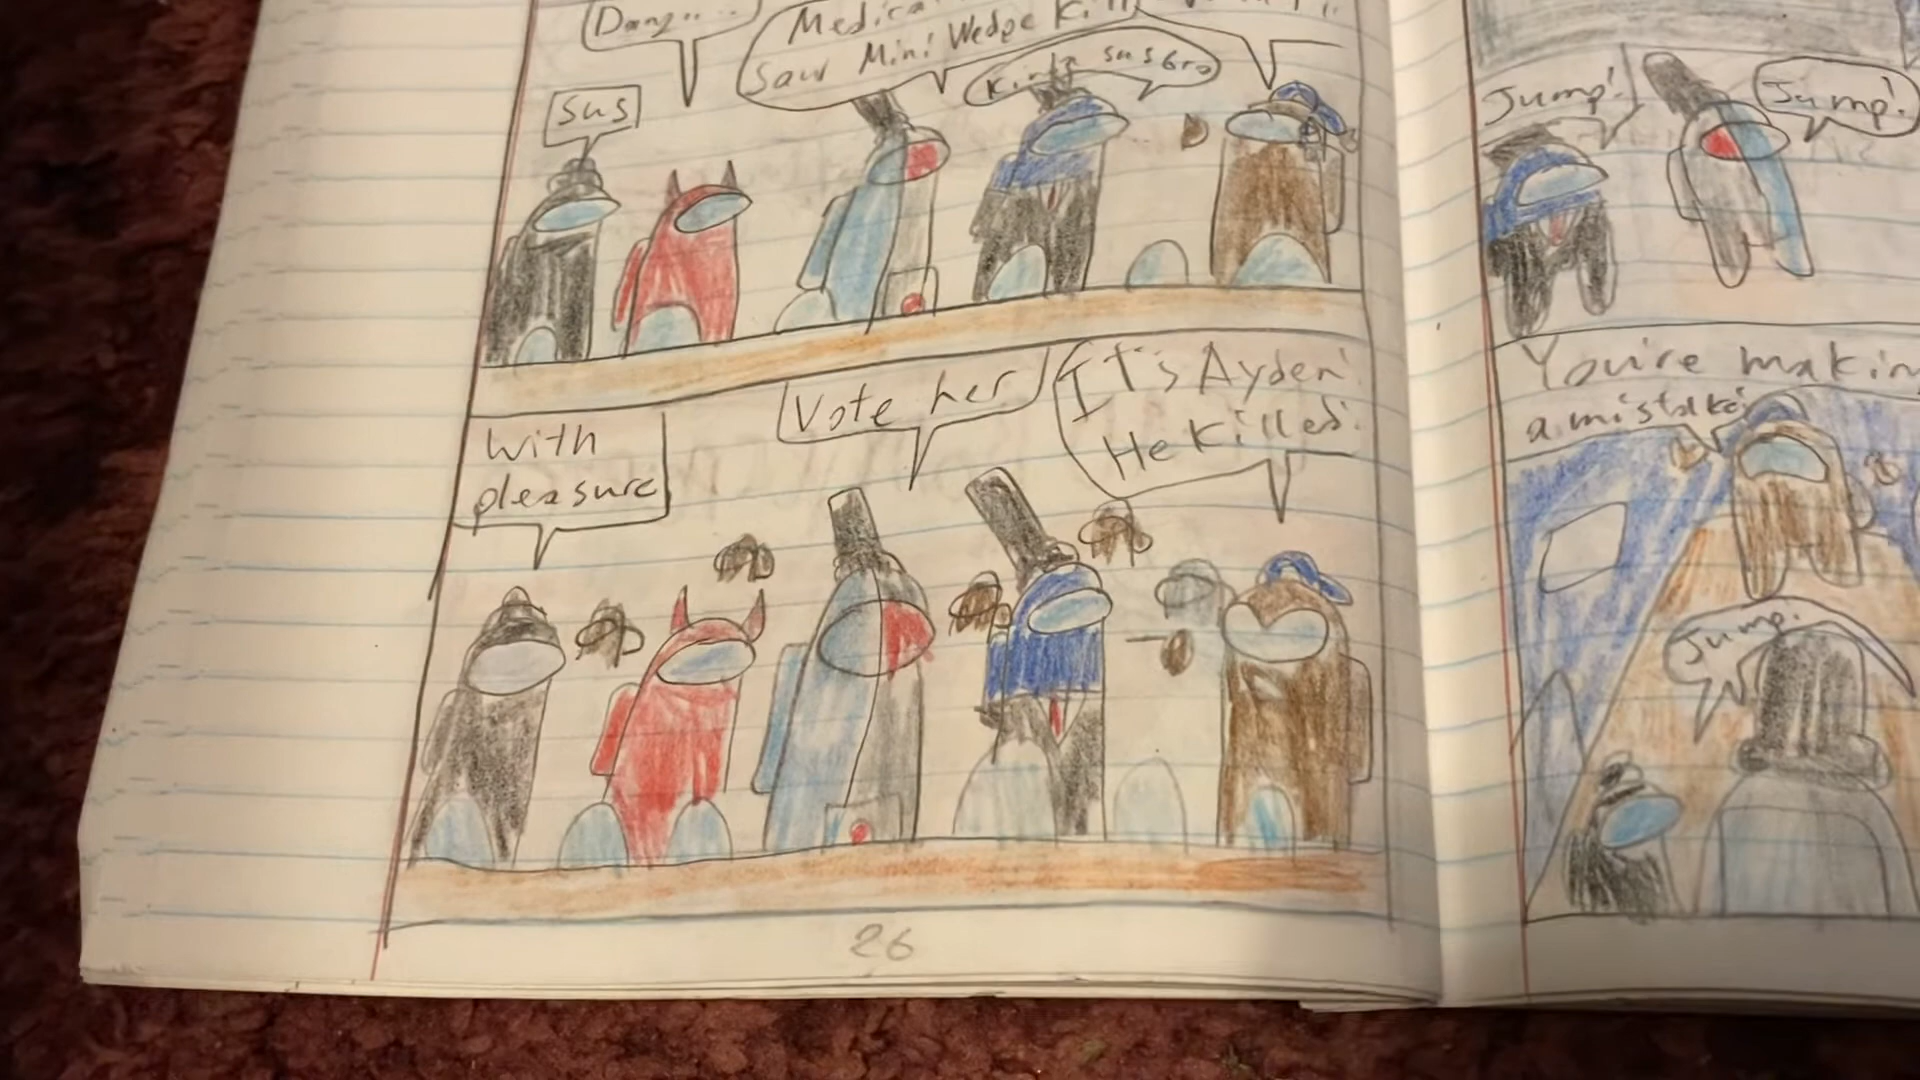 Dang....
Medica
saw Mini Wedge Kill
Kinda sus bro
sus
With
pleasure
Vote her
IT's Ayden!
He killed!
26
Jump!
Jump!
You're makin
a mistake!
Jump!